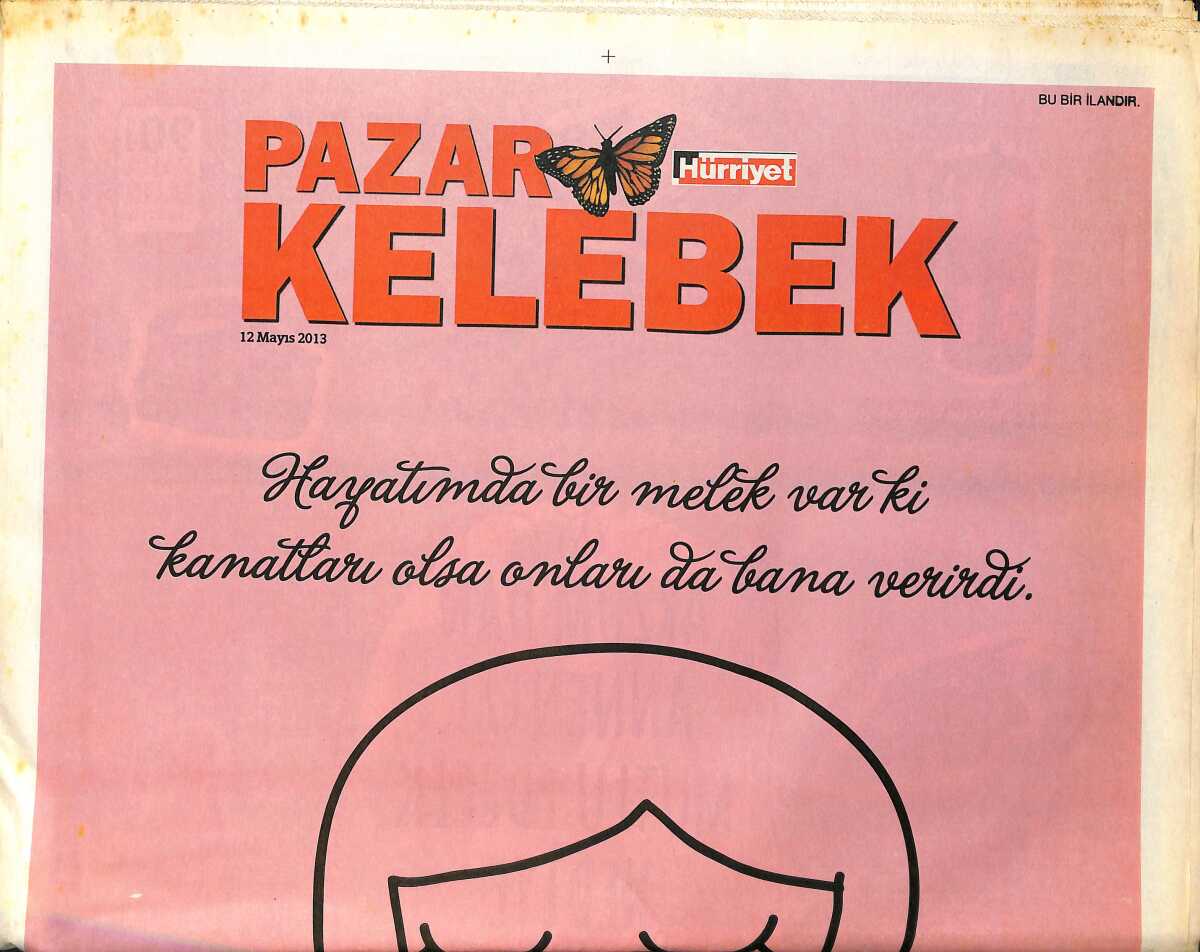 BU BİR İLANDIR.
PAZAR
Hürriyet
KELEBEK
12 Mayıs 2013
Hayatımda bir melek var ki
kanatları olsa onları da bana verirdi.